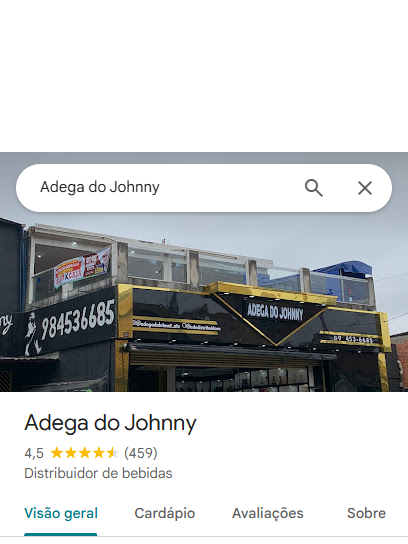 Adega do Johnny
984536685
ADEGA DO JOHNNY
Adega do Johnny
4,5 (459)
Distribuidor de bebidas
Visão geral Cardápio Avaliações Sobre